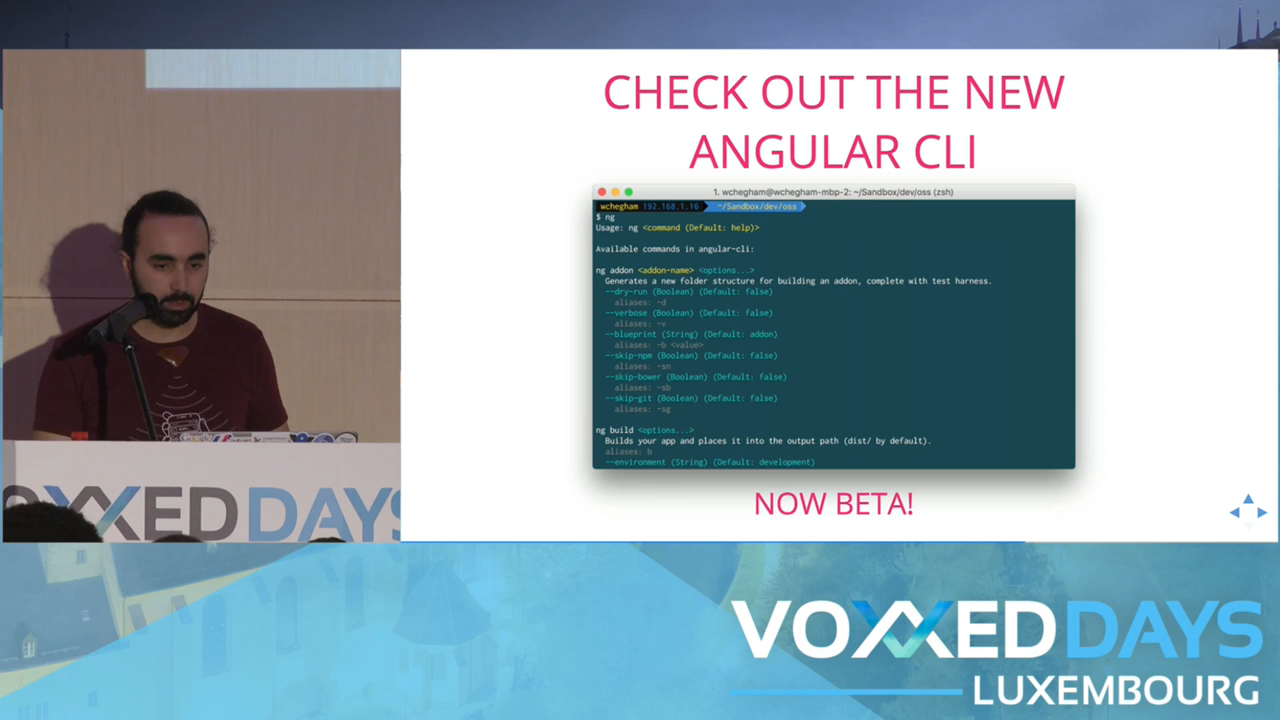 CHECK OUT THE NEW
ANGULAR CLI
1. wchegham@wchegham-mbp-2: ~/Sandbox/dev/oss (zsh)
wchegham 192.168.1.16 ~/Sandbox/dev/oss
$ ng
Usage: ng <command (Default: help)>
Available commands in angular-cli:
ng addon <addon-name> <options...>
Generates a new folder structure for building an addon, complete with test harness.
--dry-run (Boolean) (Default: false)
aliases: -d
--verbose (Boolean) (Default: false)
aliases: -v
--blueprint (String) (Default: addon)
aliases: -b <value>
--skip-npm (Boolean) (Default: false)
aliases: -sn
--skip-bower (Boolean) (Default: false)
aliases: -sb
--skip-git (Boolean) (Default: false)
aliases: -sg
ng build <options...>
Builds your app and places it into the output path (dist/ by default).
aliases: b
--environment (String) (Default: development)
NOW BETA!
Google
OXXED DAYS
VOXXED DAYS
LUXEMBOURG